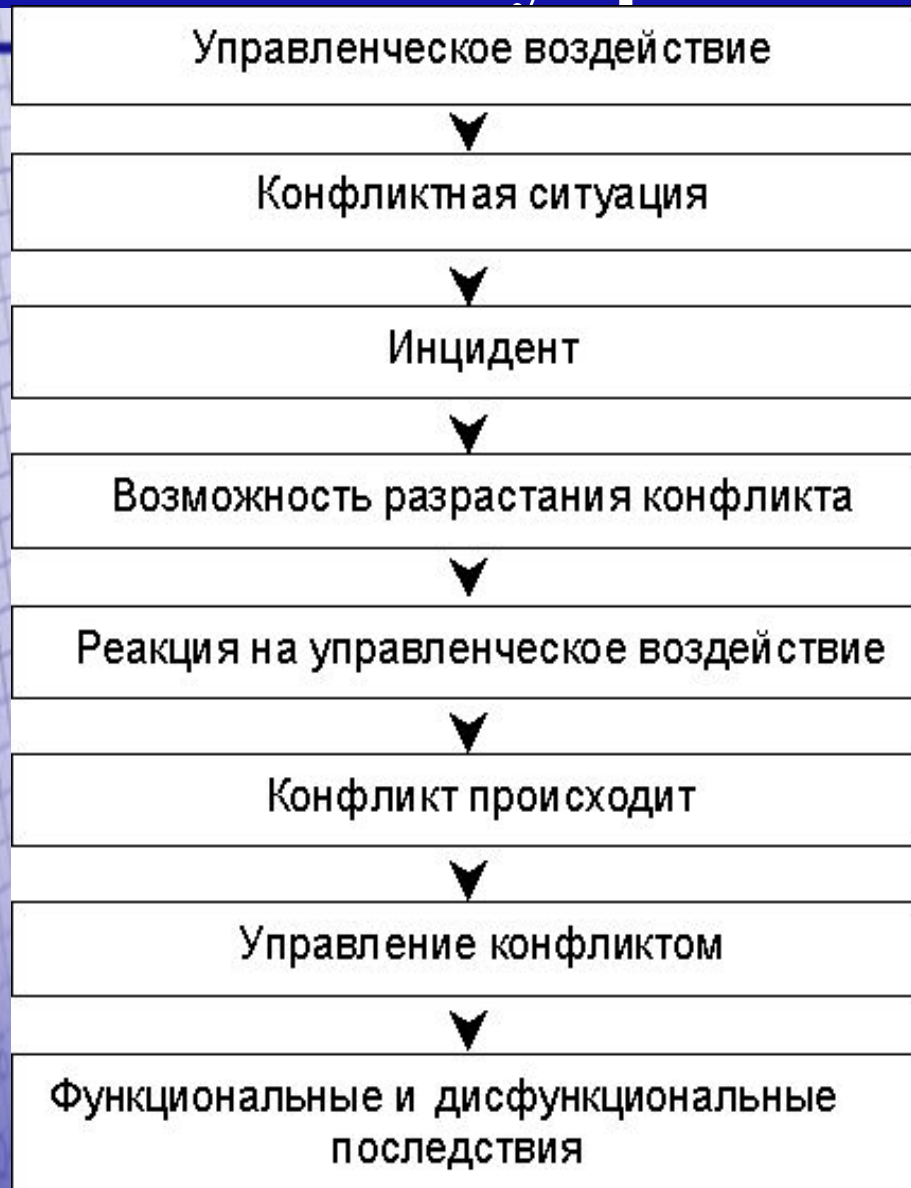 Управленческое воздействие
Конфликтная ситуация
Инцидент
Возможность разрастания конфликта
Реакция на управленческое воздействие
Конфликт происходит
Управление конфликтом
Функциональные и дисфункциональные
последствия